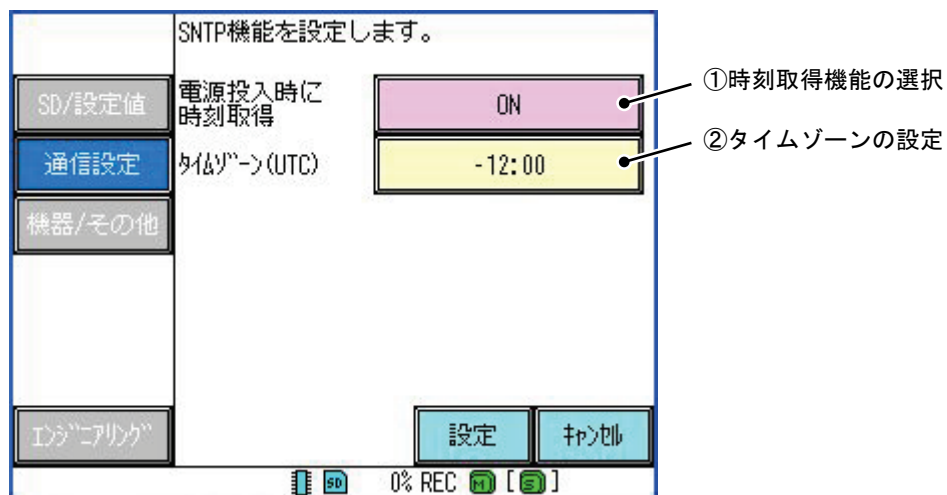 SNTP機能を設定します。
SD/設定値
電源投入時に
時刻取得
ON
①時刻取得機能の選択
通信設定
ﾀｲﾑｿﾞｰﾝ(UTC)
-12:00
②タイムゾーンの設定
機器/その他
ｴﾝｼﾞﾆｱﾘﾝｸﾞ
設定
ｷｬﾝｾﾙ
SD 0% REC M [S]